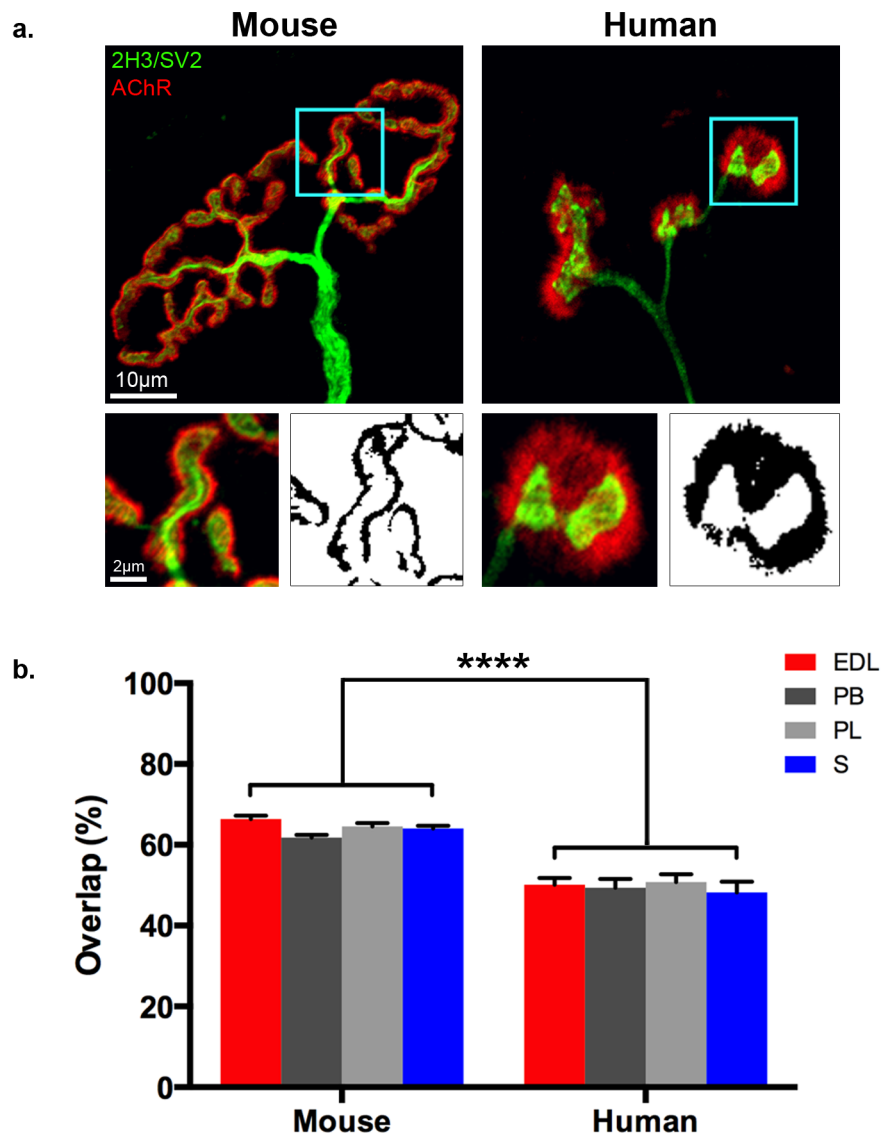 a.
Mouse
Human
2H3/SV2
AChR
10µm
2µm
b.
****
EDL
PB
PL
S
Overlap (%)
100
80
60
40
20
0
Mouse
Human